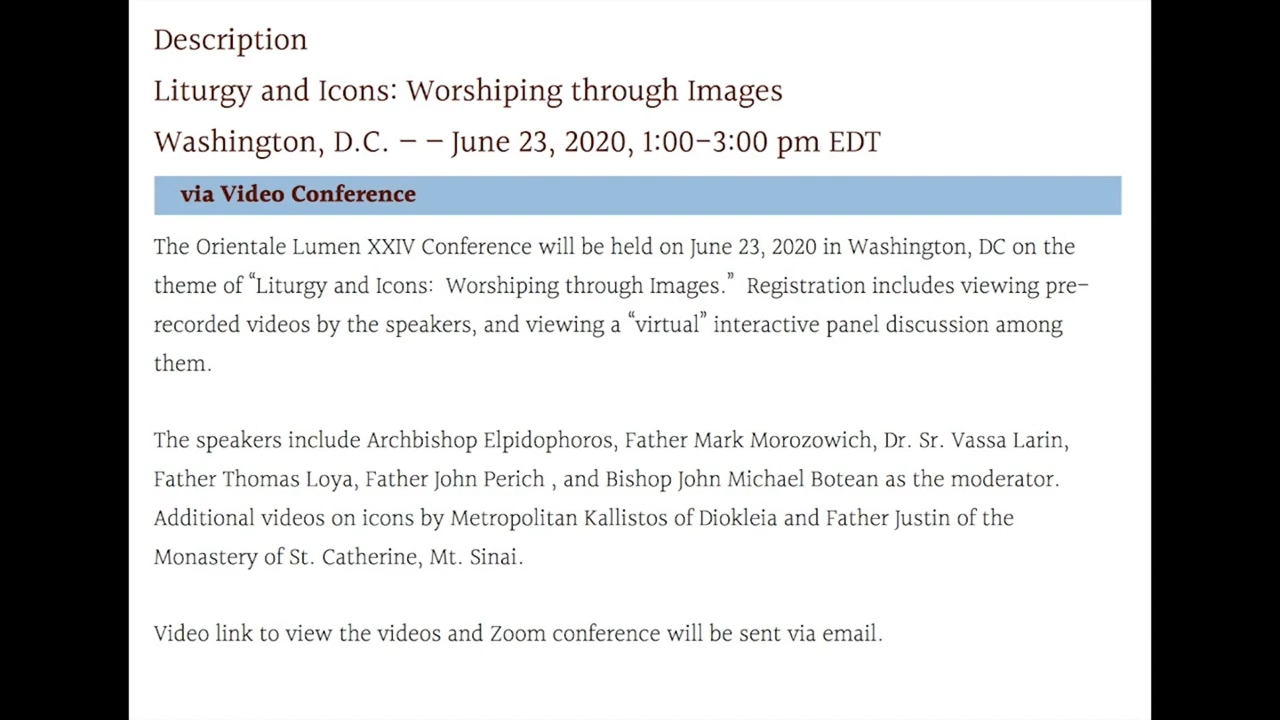 Description
Liturgy and Icons: Worshiping through Images
Washington, D.C. – – June 23, 2020, 1:00–3:00 pm EDT
via Video Conference
The Orientale Lumen XXIV Conference will be held on June 23, 2020 in Washington, DC on the
theme of “Liturgy and Icons:  Worshiping through Images.”  Registration includes viewing pre-
recorded videos by the speakers, and viewing a “virtual” interactive panel discussion among
them.
The speakers include Archbishop Elpidophoros, Father Mark Morozowich, Dr. Sr. Vassa Larin,
Father Thomas Loya, Father John Perich , and Bishop John Michael Botean as the moderator.
Additional videos on icons by Metropolitan Kallistos of Diokleia and Father Justin of the
Monastery of St. Catherine, Mt. Sinai.
Video link to view the videos and Zoom conference will be sent via email.